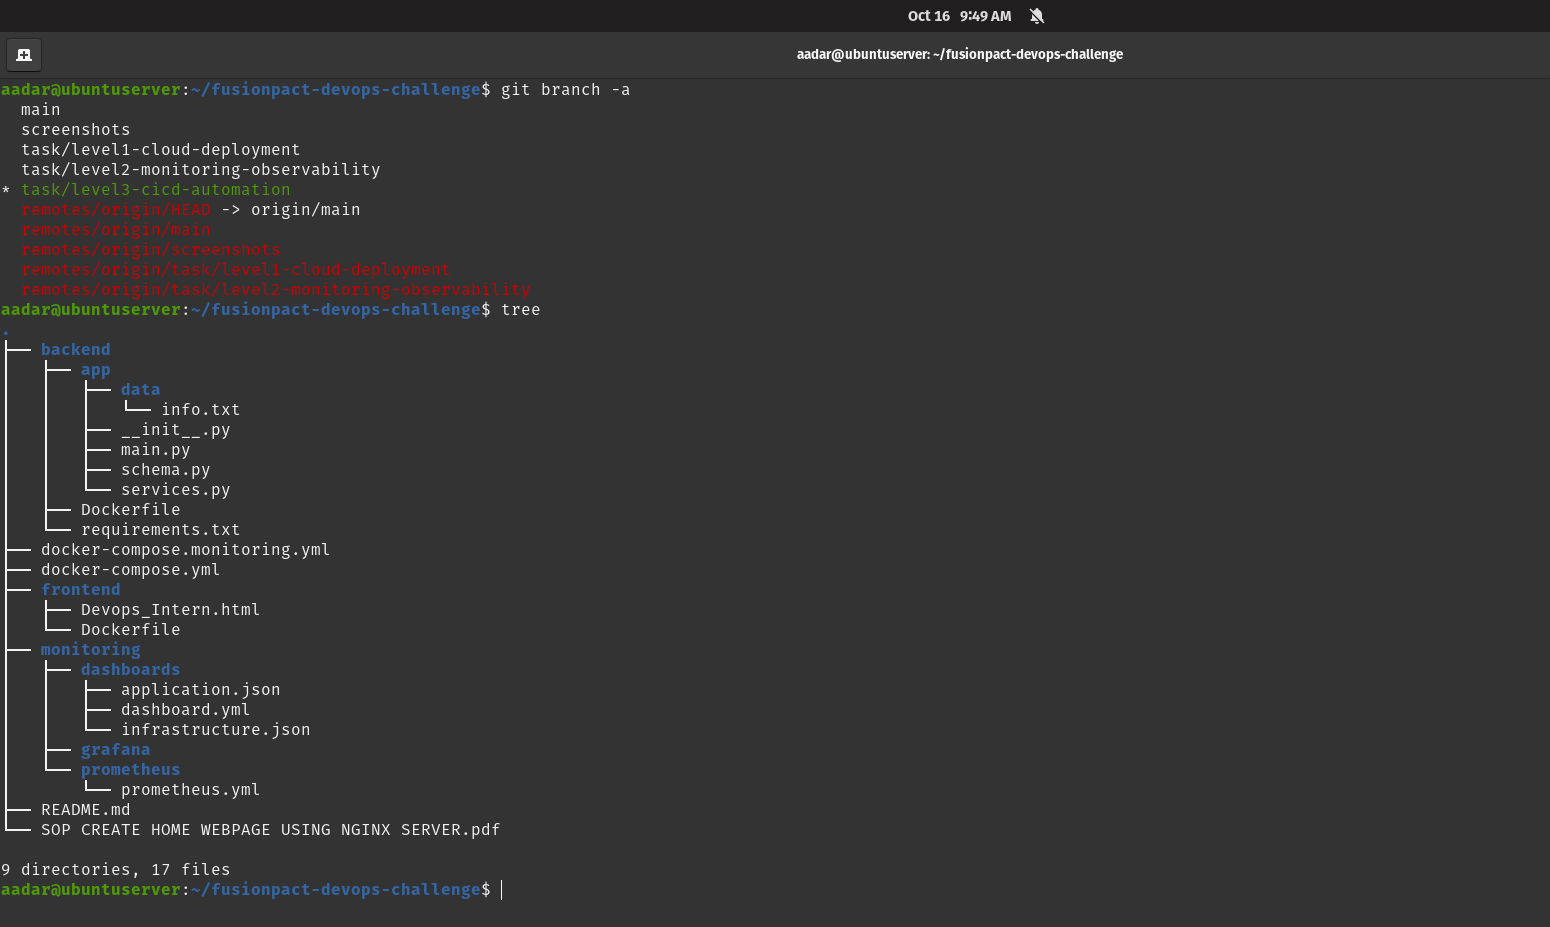 Oct 16 9:49 AM
aadar@ubuntuserver: ~/fusionpact-devops-challenge
aadar@ubuntuserver:~/fusionpact-devops-challenge$ git branch -a
  main
  screenshots
  task/level1-cloud-deployment
  task/level2-monitoring-observability
* task/level3-cicd-automation
  remotes/origin/HEAD -> origin/main
  remotes/origin/main
  remotes/origin/screenshots
  remotes/origin/task/level1-cloud-deployment
  remotes/origin/task/level2-monitoring-observability
aadar@ubuntuserver:~/fusionpact-devops-challenge$ tree
.
├── backend
│   ├── app
│   │   ├── data
│   │   │   └── info.txt
│   │   ├── __init__.py
│   │   ├── main.py
│   │   ├── schema.py
│   │   └── services.py
│   ├── Dockerfile
│   └── requirements.txt
├── docker-compose.monitoring.yml
├── docker-compose.yml
├── frontend
│   ├── Devops_Intern.html
│   └── Dockerfile
├── monitoring
│   ├── dashboards
│   │   ├── application.json
│   │   ├── dashboard.yml
│   │   └── infrastructure.json
│   ├── grafana
│   └── prometheus
│       └── prometheus.yml
├── README.md
└── SOP CREATE HOME WEBPAGE USING NGINX SERVER.pdf
9 directories, 17 files
aadar@ubuntuserver:~/fusionpact-devops-challenge$